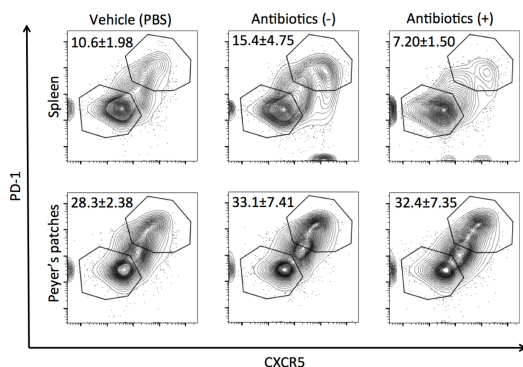 Vehicle (PBS) Antibiotics (-) Antibiotics (+)
10.6±1.98 15.4±4.75 7.20±1.50
Spleen
PD-1
28.3±2.38 33.1±7.41 32.4±7.35
Peyer's patches
CXCR5